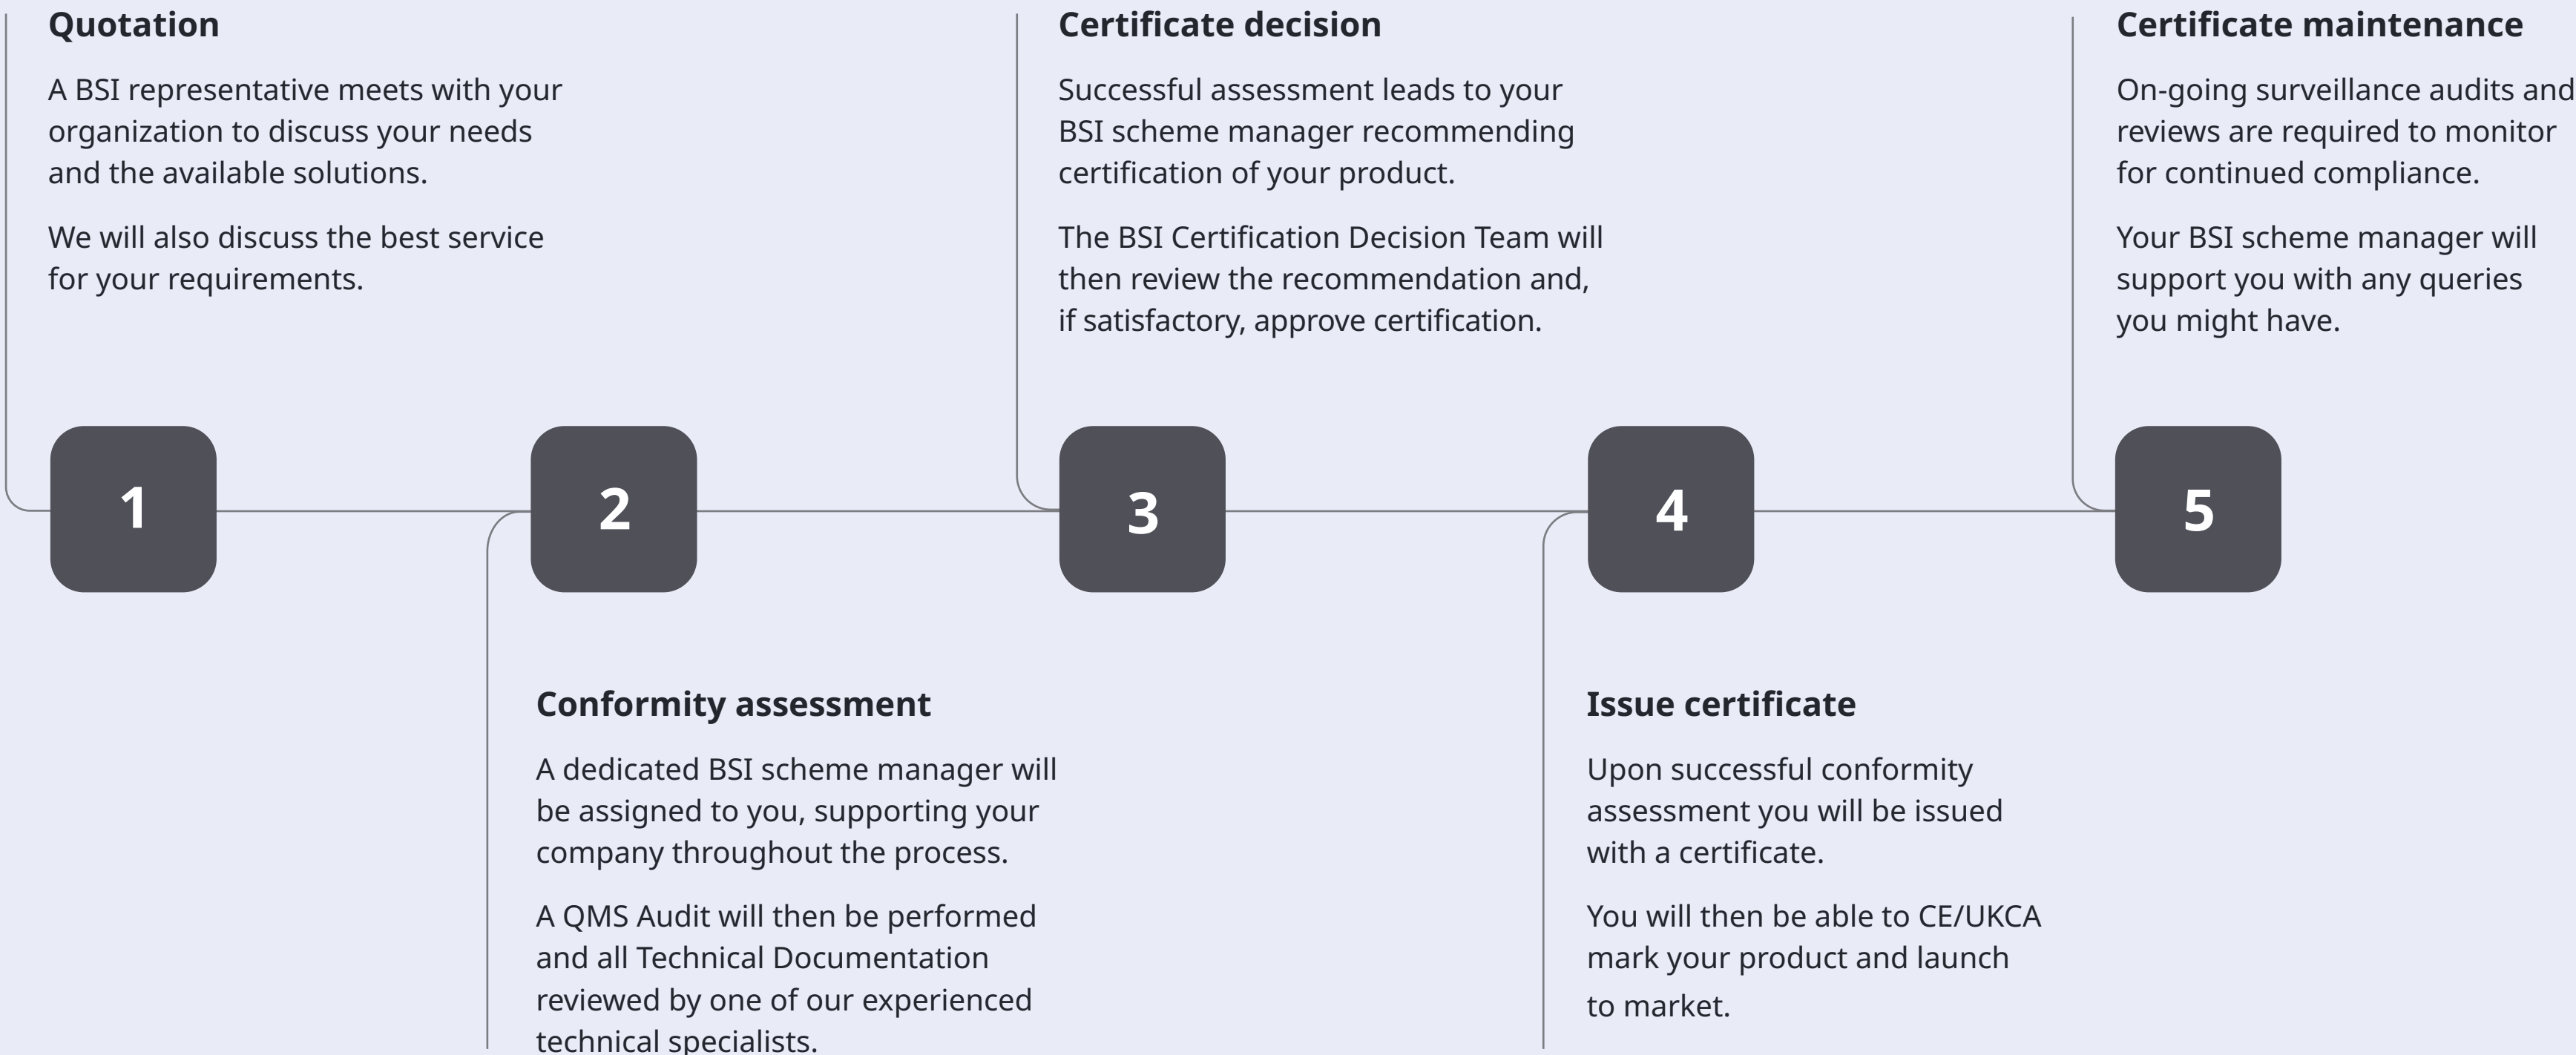 Quotation
A BSI representative meets with your
organization to discuss your needs
and the available solutions.
We will also discuss the best service
for your requirements.
Certificate decision
Successful assessment leads to your
BSI scheme manager recommending
certification of your product.
The BSI Certification Decision Team will
then review the recommendation and,
if satisfactory, approve certification.
Certificate maintenance
On-going surveillance audits and
reviews are required to monitor
for continued compliance.
Your BSI scheme manager will
support you with any queries
you might have.
1
2
3
4
5
Conformity assessment
A dedicated BSI scheme manager will
be assigned to you, supporting your
company throughout the process.
A QMS Audit will then be performed
and all Technical Documentation
reviewed by one of our experienced
technical specialists.
Issue certificate
Upon successful conformity
assessment you will be issued
with a certificate.
You will then be able to CE/UKCA
mark your product and launch
to market.